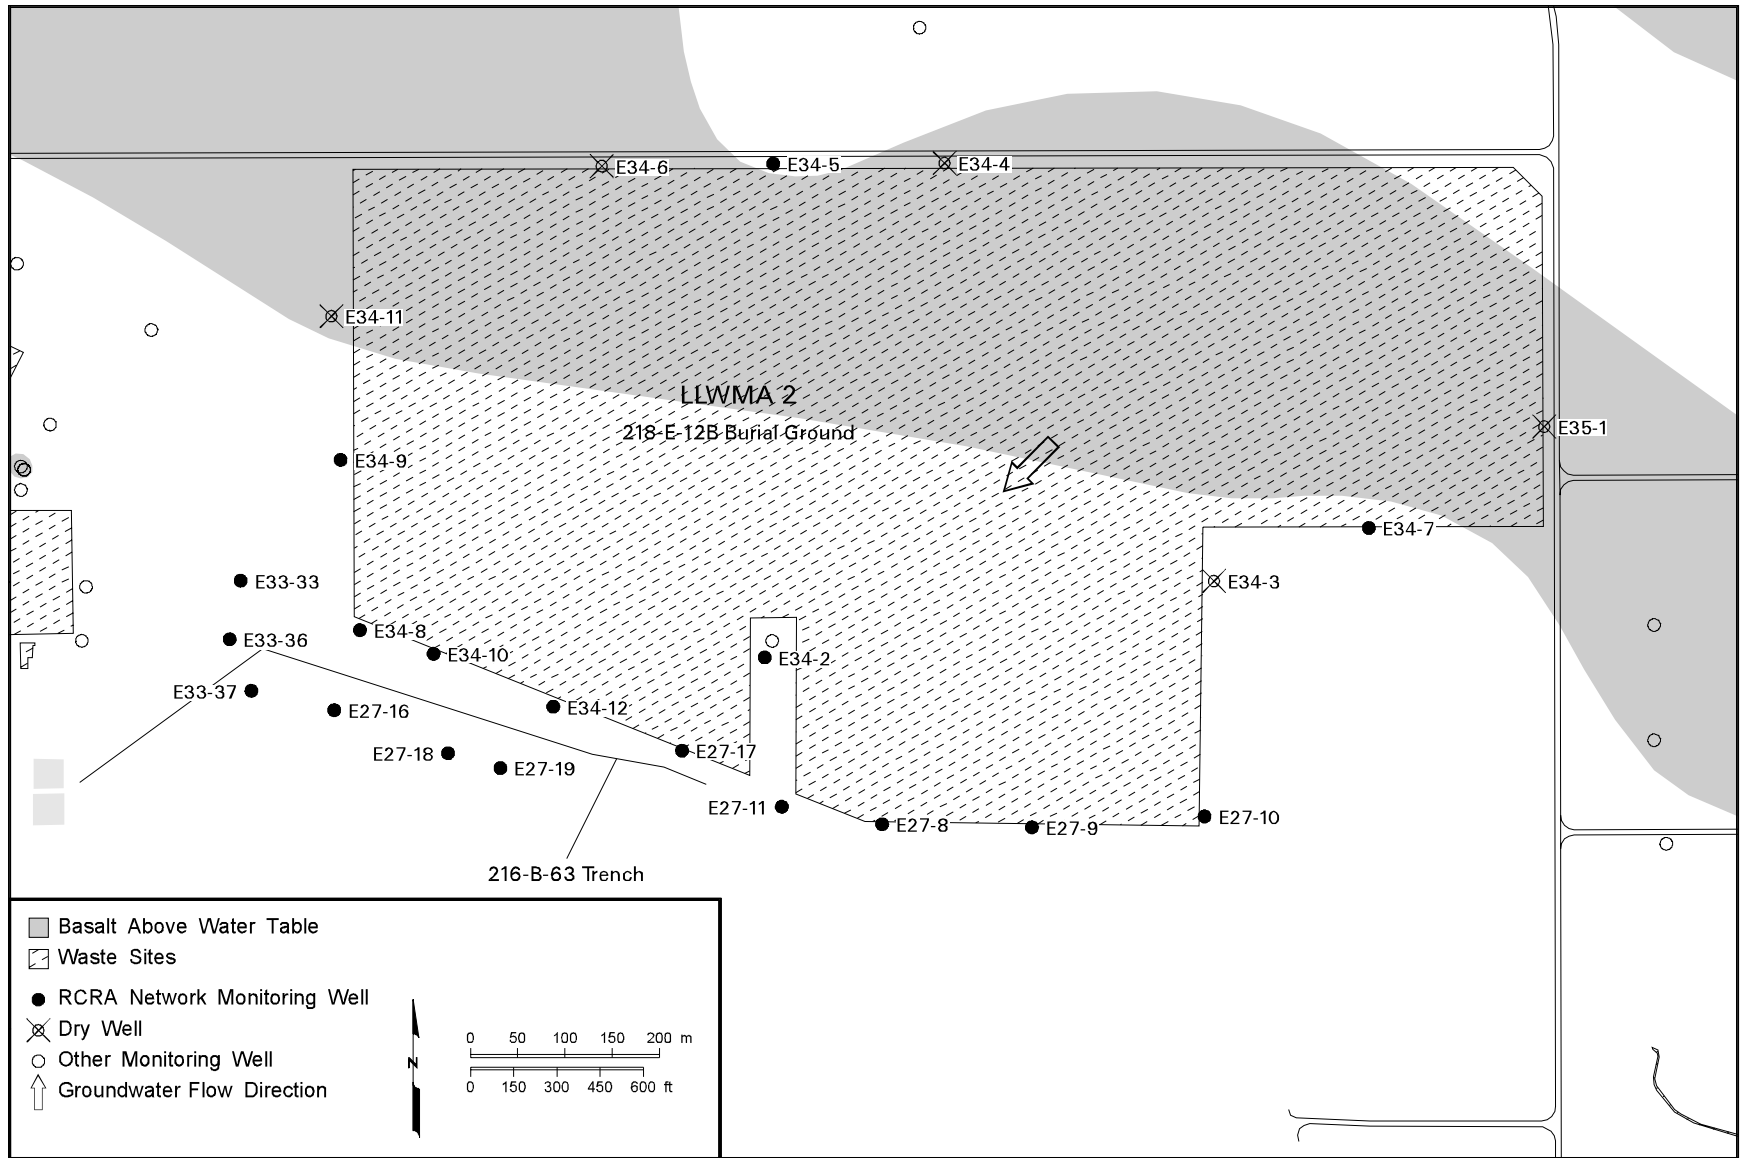 E34-6
E34-5
E34-4
E34-11
LLWMA 2
218-E-12B Burial Ground
E35-1
E34-9
E34-7
E33-33
E34-3
E34-8
E33-36
E34-10
E34-2
E33-37
E27-16
E34-12
E27-18
E27-17
E27-19
E27-11
E27-8
E27-9
E27-10
216-B-63 Trench
Basalt Above Water Table
Waste Sites
RCRA Network Monitoring Well
Dry Well
Other Monitoring Well
Groundwater Flow Direction
N
0 50 100 150 200 m
0 150 300 450 600 ft